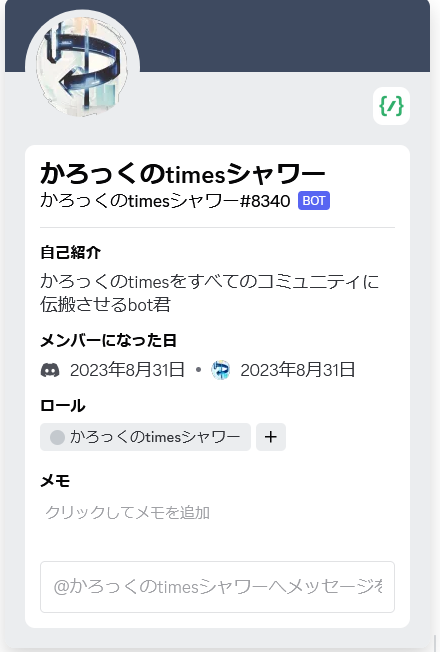 かろっくのtimesシャワー
かろっくのtimesシャワー#8340 BOT
自己紹介
かろっくのtimesをすべてのコミュニティに
伝搬させるbot君
メンバーになった日
2023年8月31日 • 2023年8月31日
ロール
かろっくのtimesシャワー +
メモ
クリックしてメモを追加
@かろっくのtimesシャワーへメッセージを